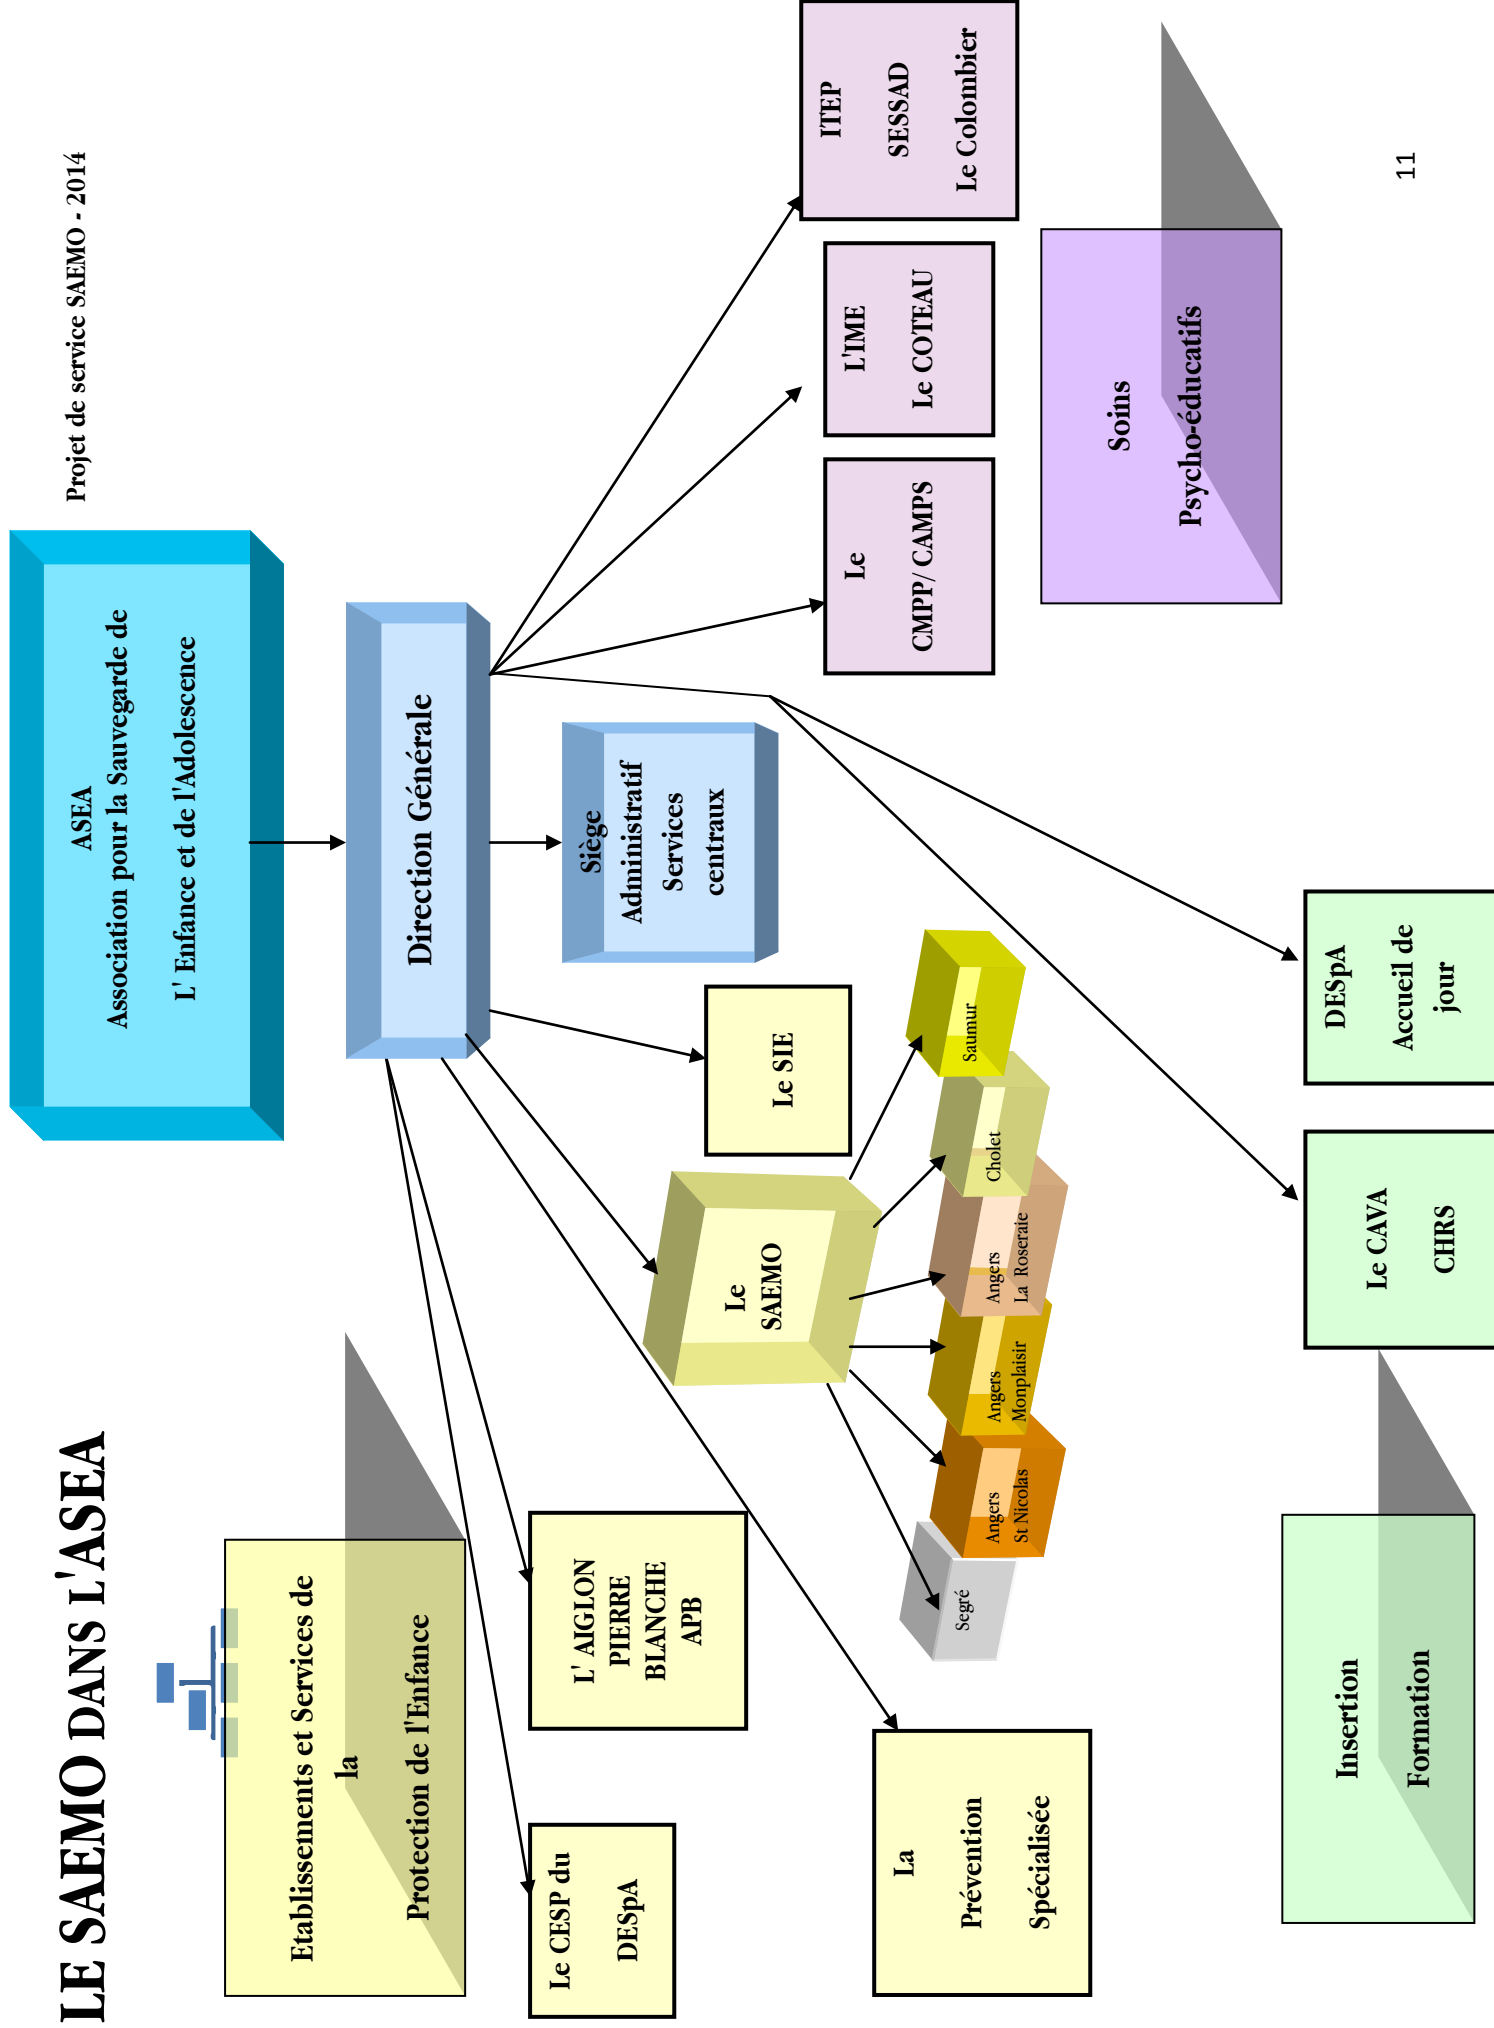 Projet de service SAEMO - 2014
LE SAEMO DANS L'ASEA
ASEA
Association pour la Sauvegarde de
L' Enfance et de l'Adolescence
Etablissements et Services de
la
Protection de l'Enfance
Direction Générale
Siège
Administratif
Services
centraux
Le CESP du
DESpA
L' AIGLON
PIERRE
BLANCHE
APB
Le SIE
Le
SAEMO
La
Prévention
Spécialisée
Segré
Angers
St Nicolas
Angers
Monplaisir
Angers
La Roseraie
Cholet
Saumur
Le
CMPP/ CAMPS
L'IME
Le COTEAU
ITEP
SESSAD
Le Colombier
Soins
Psycho-éducatifs
Insertion
Formation
Le CAVA
CHRS
DESpA
Accueil de
jour
11